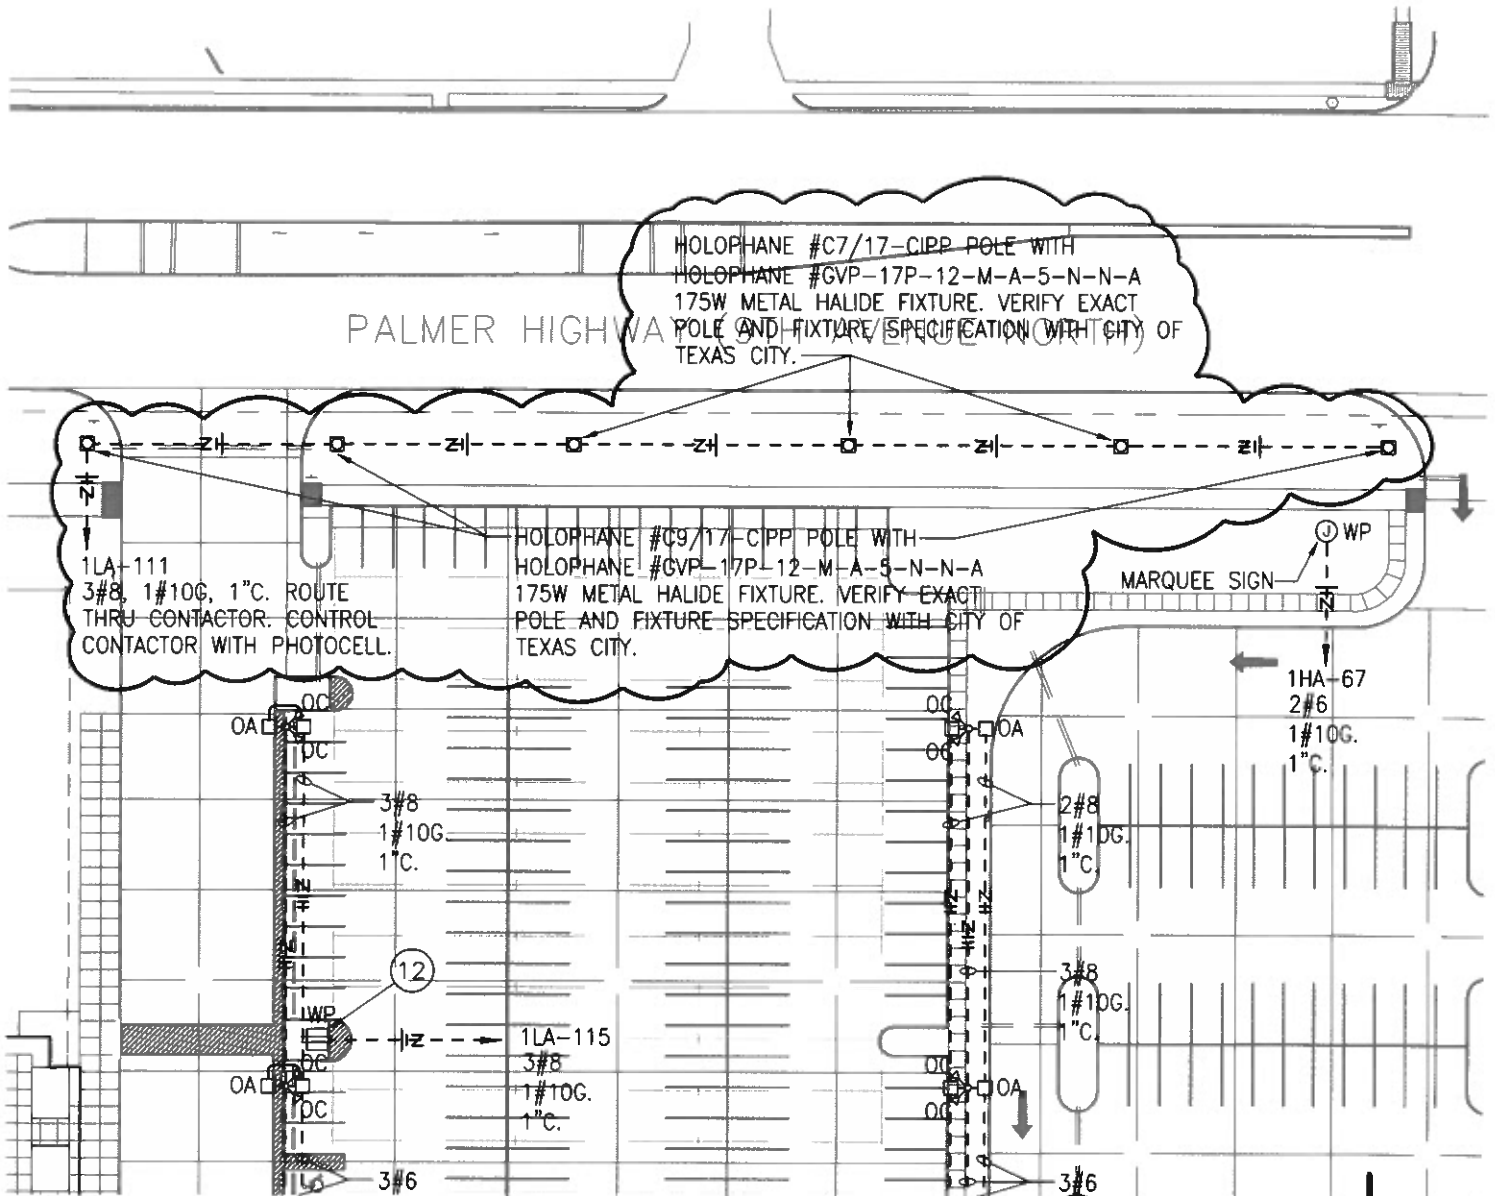 HOLOPHANE #C7/17-CIPP POLE WITH
HOLOPHANE #GVP-17P-12-M-A-5-N-N-A
175W METAL HALIDE FIXTURE. VERIFY EXACT
POLE AND FIXTURE SPECIFICATION WITH CITY OF
TEXAS CITY.
PALMER HIGHWAY (9TH AVENUE NORTH)
HOLOPHANE #C9/17-CIPP POLE WITH
HOLOPHANE #GVP-17P-12-M-A-5-N-N-A
175W METAL HALIDE FIXTURE. VERIFY EXACT
POLE AND FIXTURE SPECIFICATION WITH CITY OF
TEXAS CITY.
1LA-111
3#8, 1#10G, 1"C. ROUTE
THRU CONTACTOR. CONTROL
CONTACTOR WITH PHOTOCELL.
J WP
MARQUEE SIGN
1HA-67
2#6
1#10G.
1"C.
OC
OA
OC
OC
OA
OC
3#8
1#10G.
1"C.
2#8
1#10G.
1"C.
12
WP
1LA-115
3#8
1#10G.
1"C.
3#8
1#10G.
1"C.
OC
OA
OC
OC
OA
OC
3#6
3#6